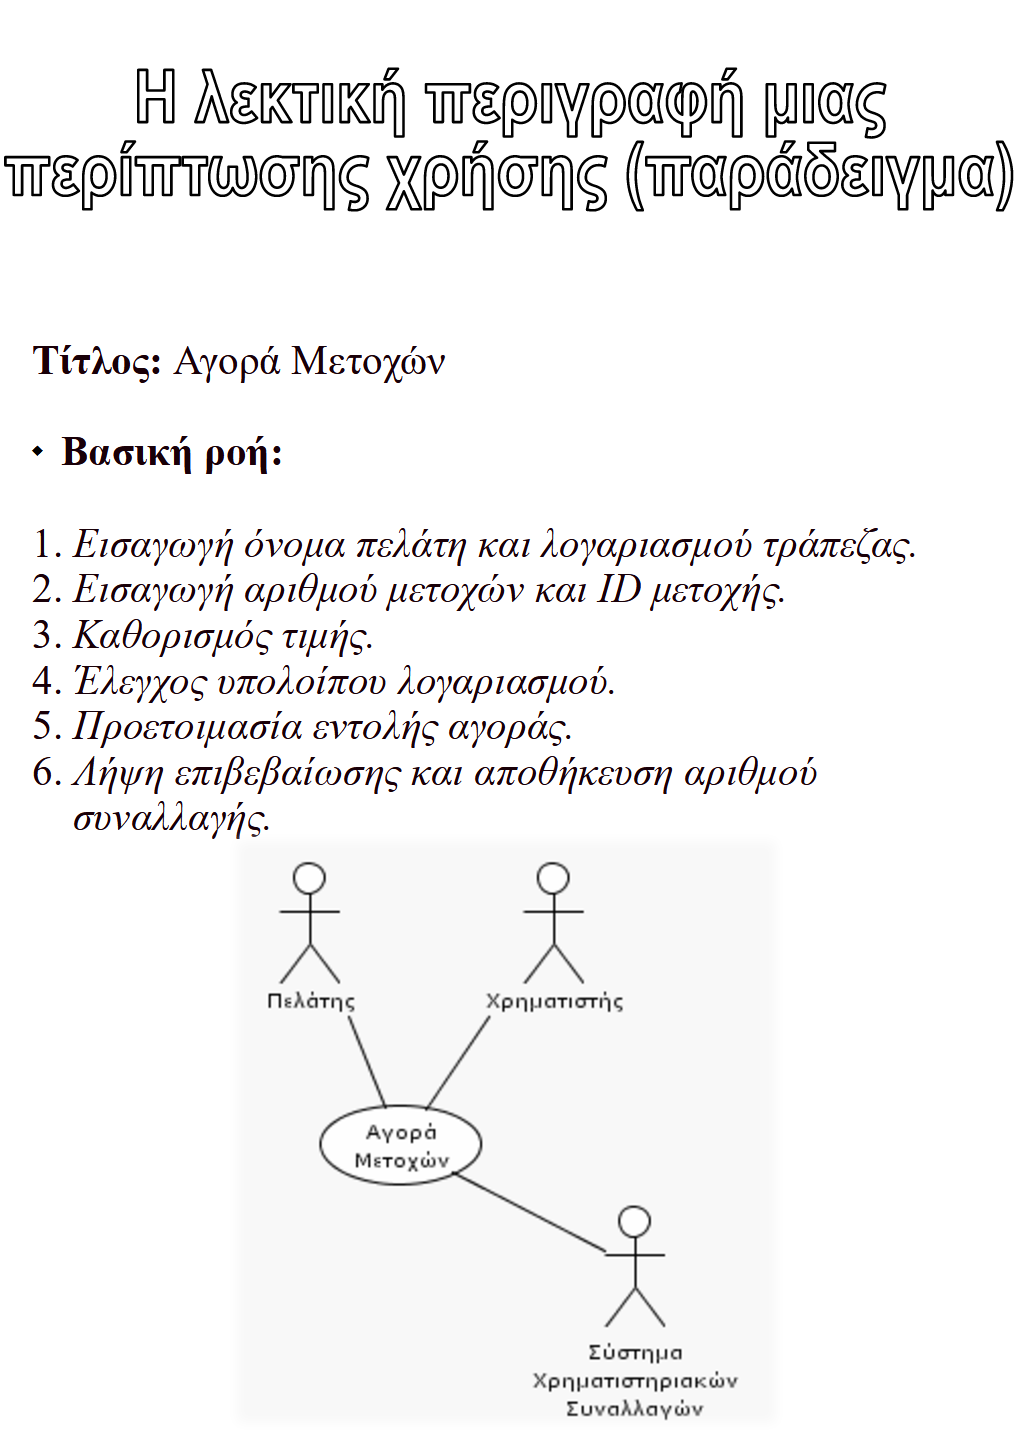 Η λεκτική περιγραφή μιας
περίπτωσης χρήσης (παράδειγμα)
Τίτλος: Αγορά Μετοχών
• Βασική ροή:
1. Εισαγωγή όνομα πελάτη και λογαριασμού τράπεζας.
2. Εισαγωγή αριθμού μετοχών και ID μετοχής.
3. Καθορισμός τιμής.
4. Έλεγχος υπολοίπου λογαριασμού.
5. Προετοιμασία εντολής αγοράς.
6. Λήψη επιβεβαίωσης και αποθήκευση αριθμού
συναλλαγής.
Πελάτης
Χρηματιστής
Αγορά
Μετοχών
Σύστημα
Χρηματιστηριακών
Συναλλαγών